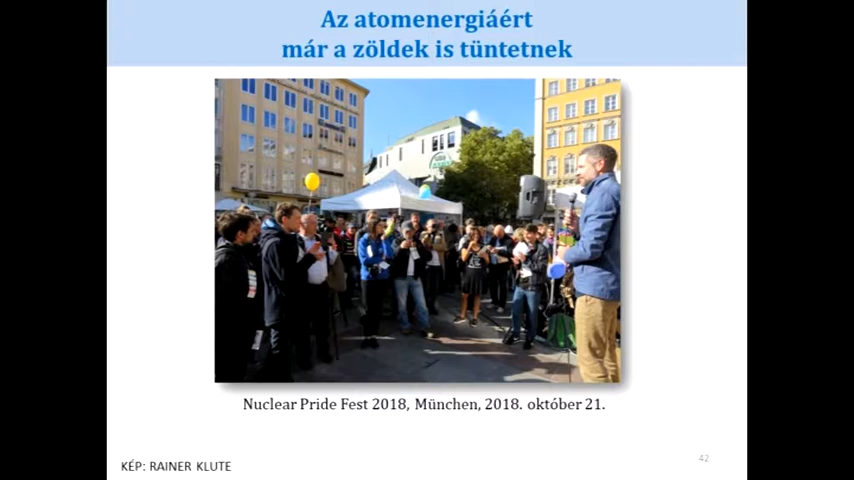 Az atomenergiáért
már a zöldek is tüntetnek
Nuclear Pride Fest 2018, München, 2018. október 21.
KÉP: RAINER KLUTE
42